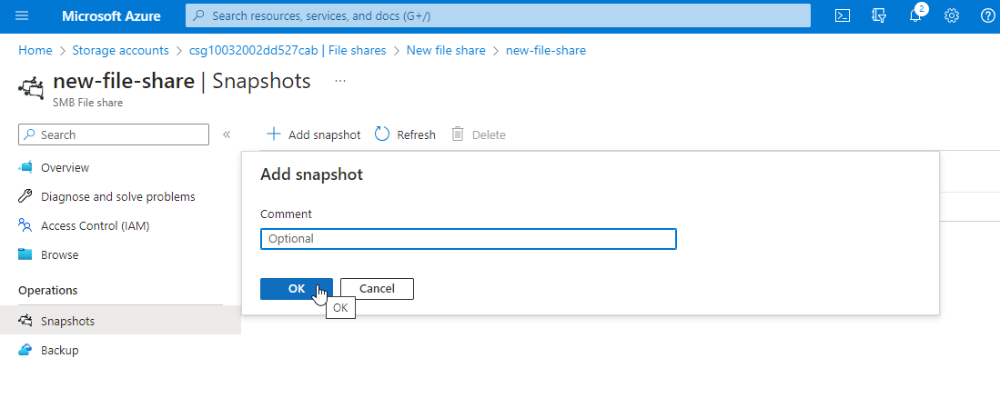 Microsoft Azure
Search resources, services, and docs (G+/)
2
Home > Storage accounts > csg10032002dd527cab | File shares > New file share > new-file-share
new-file-share | Snapshots ...
SMB File share
Search «
+ Add snapshot Refresh Delete
Overview
Diagnose and solve problems
Access Control (IAM)
Browse
Operations
Snapshots
Backup
Add snapshot
Comment
Optional
OK Cancel
OK